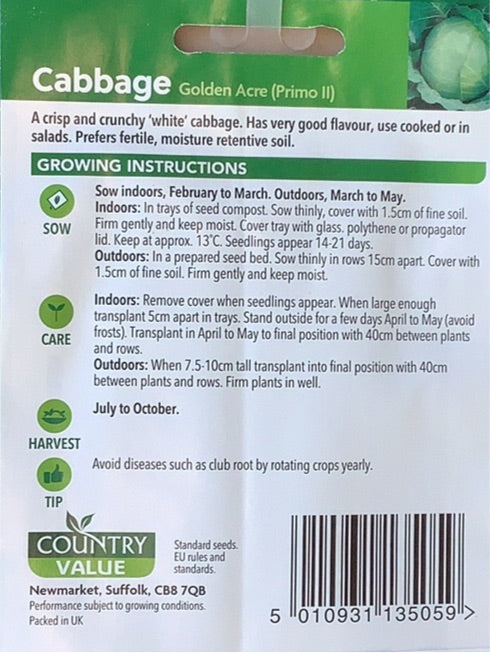 Cabbage Golden Acre (Primo II)
A crisp and crunchy 'white' cabbage. Has very good flavour, use cooked or in
salads. Prefers fertile, moisture retentive soil.
GROWING INSTRUCTIONS
SOW
Sow indoors, February to March. Outdoors, March to May.
Indoors: In trays of seed compost. Sow thinly, cover with 1.5cm of fine soil.
Firm gently and keep moist. Cover tray with glass. polythene or propagator
lid. Keep at approx. 13˚C. Seedlings appear 14-21 days.
Outdoors: In a prepared seed bed. Sow thinly in rows 15cm apart. Cover with
1.5cm of fine soil. Firm gently and keep moist.
CARE
Indoors: Remove cover when seedlings appear. When large enough
transplant 5cm apart in trays. Stand outside for a few days April to May (avoid
frosts). Transplant in April to May to final position with 40cm between plants
and rows.
Outdoors: When 7.5-10cm tall transplant into final position with 40cm
between plants and rows. Firm plants in well.
HARVEST
July to October.
TIP
Avoid diseases such as club root by rotating crops yearly.
COUNTRY
VALUE
Standard seeds.
EU rules and
standards.
Newmarket, Suffolk, CB8 7QB
Performance subject to growing conditions.
Packed in UK
5 010931 135059 >